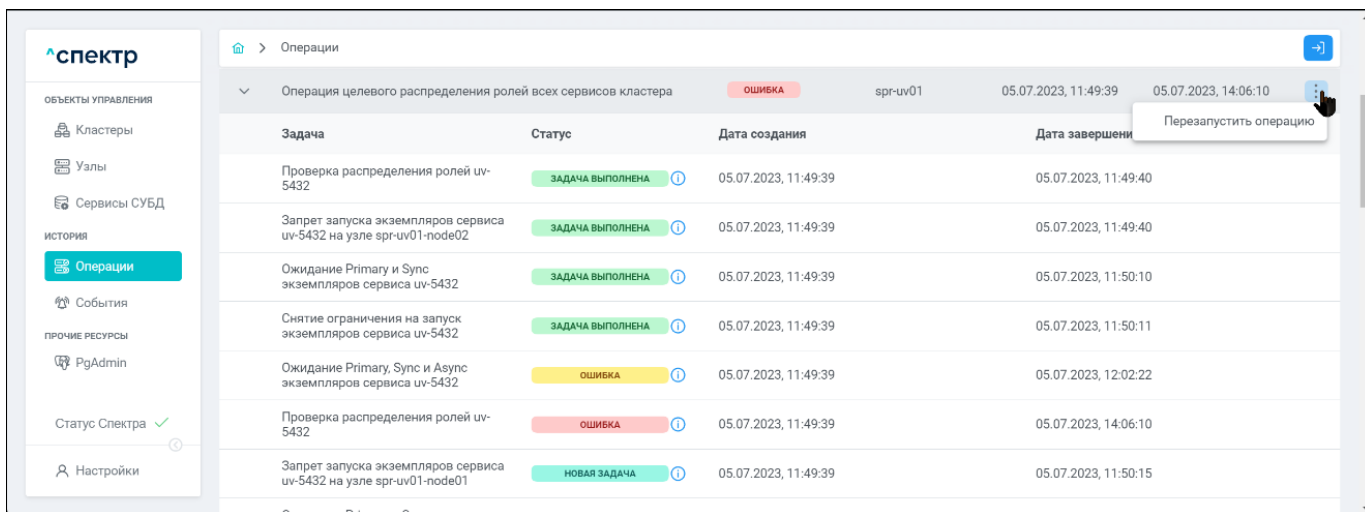 ^спектр
ОБЪЕКТЫ УПРАВЛЕНИЯ
Кластеры
Узлы
Сервисы СУБД
ИСТОРИЯ
Операции
События
ПРОЧИЕ РЕСУРСЫ
PgAdmin
Статус Спектра
Настройки
> Операции
Операция целевого распределения ролей всех сервисов кластера ОШИБКА spr-uv01 05.07.2023, 11:49:39 05.07.2023, 14:06:10
Перезапустить операцию
Задача Статус Дата создания Дата завершени
Проверка распределения ролей uv-
5432
ЗАДАЧА ВЫПОЛНЕНА 05.07.2023, 11:49:39 05.07.2023, 11:49:40
Запрет запуска экземпляров сервиса
uv-5432 на узле spr-uv01-node02
ЗАДАЧА ВЫПОЛНЕНА 05.07.2023, 11:49:39 05.07.2023, 11:49:40
Ожидание Primary и Sync
экземпляров сервиса uv-5432
ЗАДАЧА ВЫПОЛНЕНА 05.07.2023, 11:49:39 05.07.2023, 11:50:10
Снятие ограничения на запуск
экземпляров сервиса uv-5432
ЗАДАЧА ВЫПОЛНЕНА 05.07.2023, 11:49:39 05.07.2023, 11:50:11
Ожидание Primary, Sync и Async
экземпляров сервиса uv-5432
ОШИБКА 05.07.2023, 11:49:39 05.07.2023, 12:02:22
Проверка распределения ролей uv-
5432
ОШИБКА 05.07.2023, 11:49:39 05.07.2023, 14:06:10
Запрет запуска экземпляров сервиса
uv-5432 на узле spr-uv01-node01
НОВАЯ ЗАДАЧА 05.07.2023, 11:49:39 05.07.2023, 11:50:15